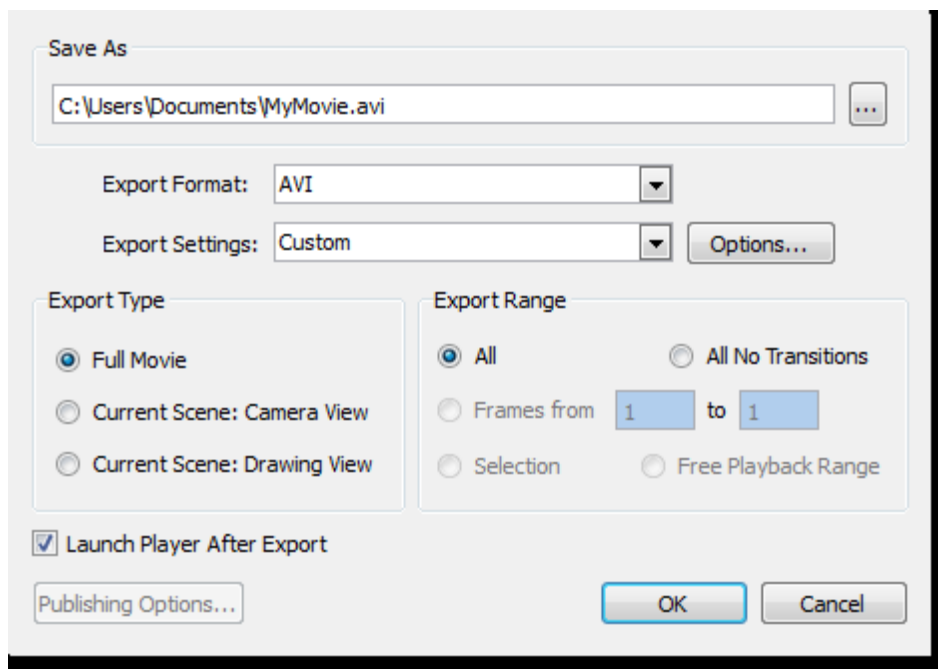 Save As
C:\Users\Documents\MyMovie.avi
...
Export Format: AVI
Export Settings: Custom Options...
Export Type
Full Movie
Current Scene: Camera View
Current Scene: Drawing View
Export Range
All All No Transitions
Frames from 1 to 1
Selection Free Playback Range
Launch Player After Export
Publishing Options... OK Cancel